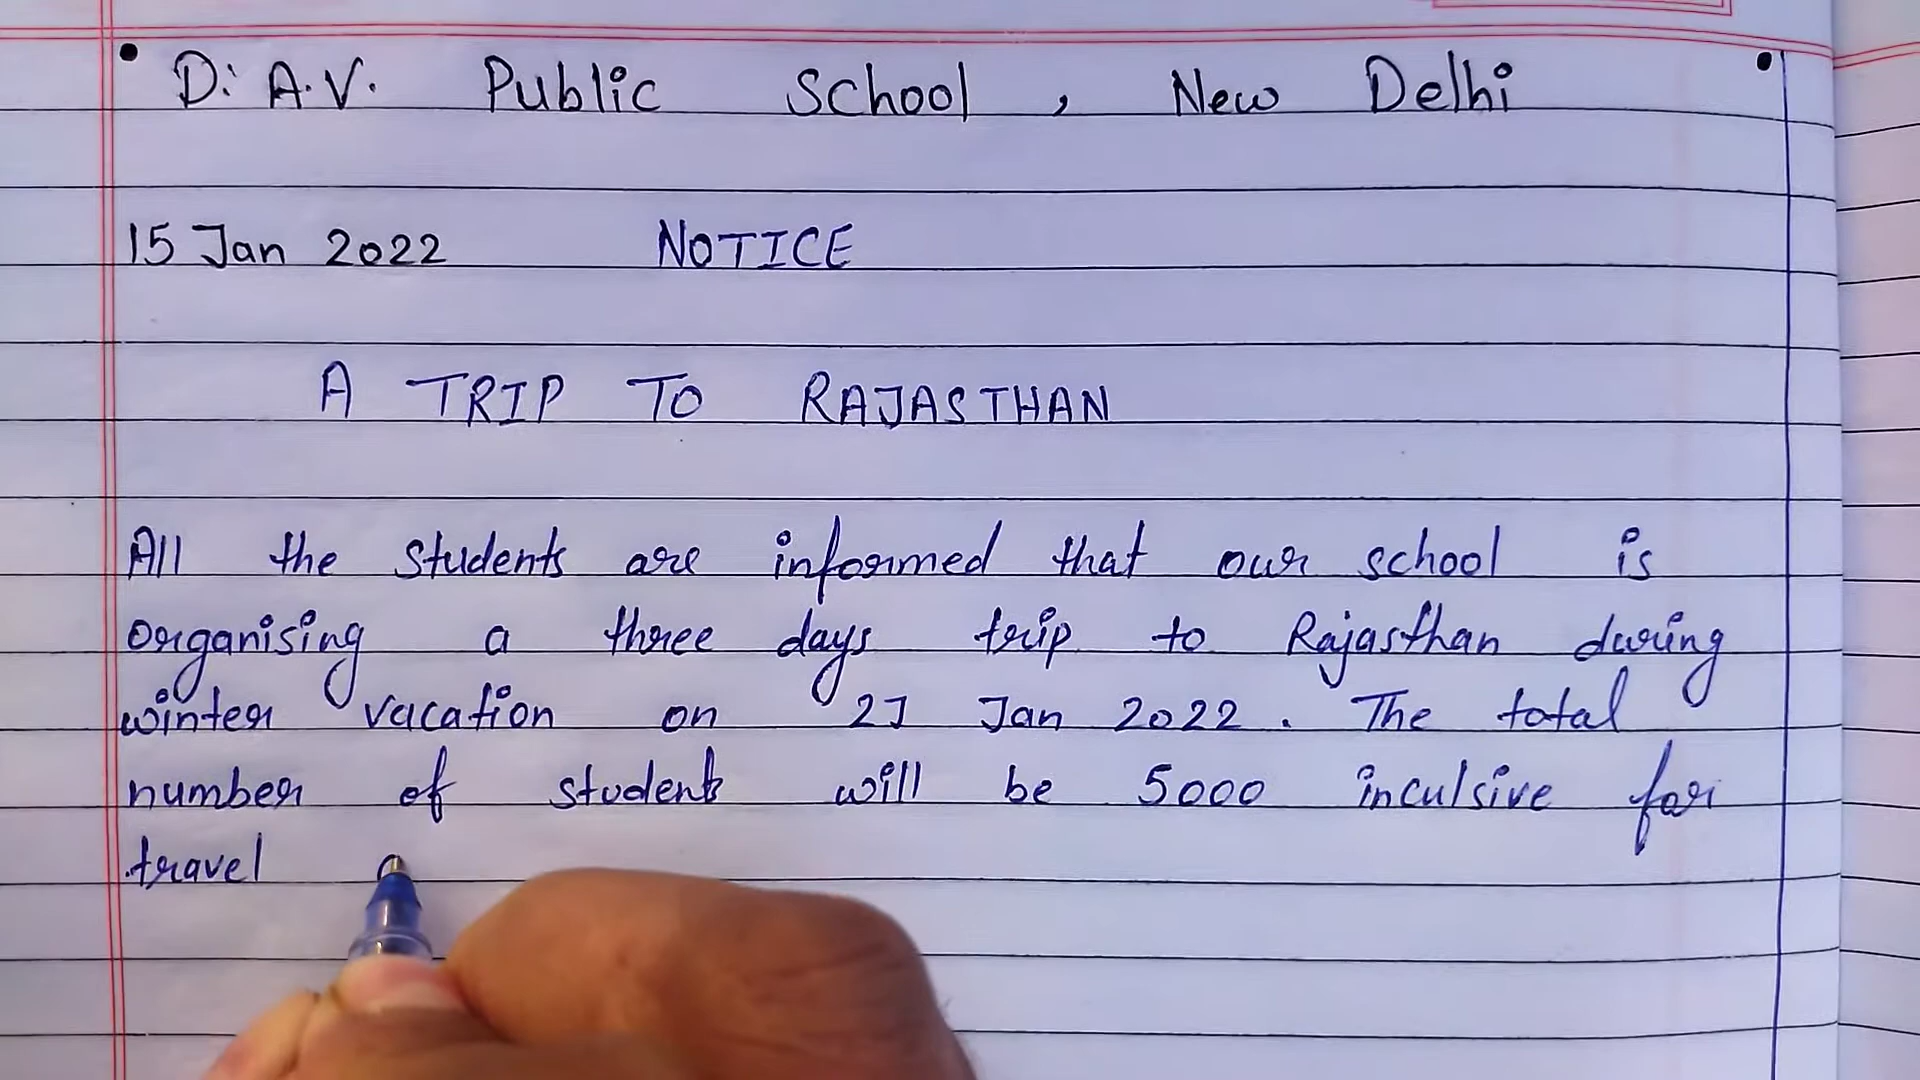 D. A.V. Public School, New Delhi
15 Jan 2022 NOTICE
A TRIP TO RAJASTHAN
All the students are informed that our school is
organising a three days trip to Rajasthan during
winter vacation on 27 Jan 2022. The total
number of students will be 5000 inculsive for
travel